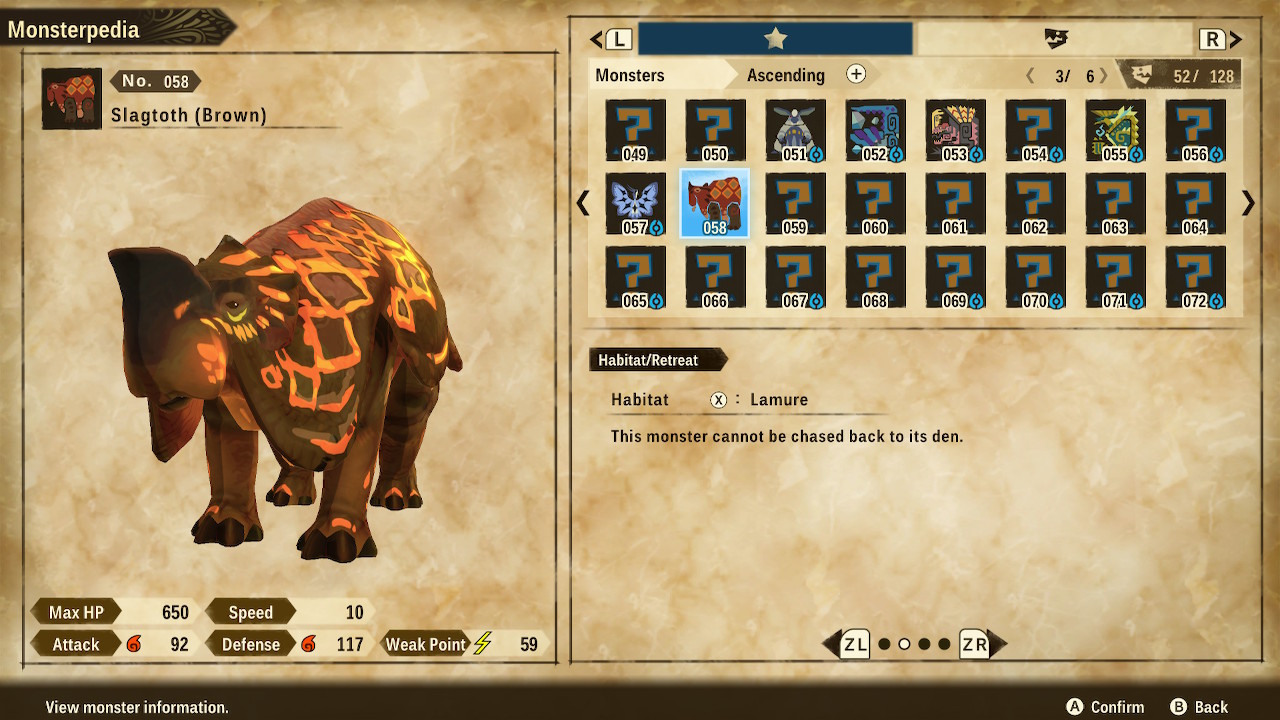 Monsterpedia
No. 058
Slagtoth (Brown)
Max HP 650 Speed 10
Attack 92 Defense 117 Weak Point 59
L R
Monsters Ascending 3/ 6 52/ 128
? ? ? ?
049 050 051 052 053 054 055 056
? ? ? ? ? ?
057 058 059 060 061 062 063 064
? ? ? ? ? ? ? ?
065 066 067 068 069 070 071 072
Habitat/Retreat
Habitat X : Lamure
This monster cannot be chased back to its den.
ZL ZR
View monster information.
A Confirm B Back